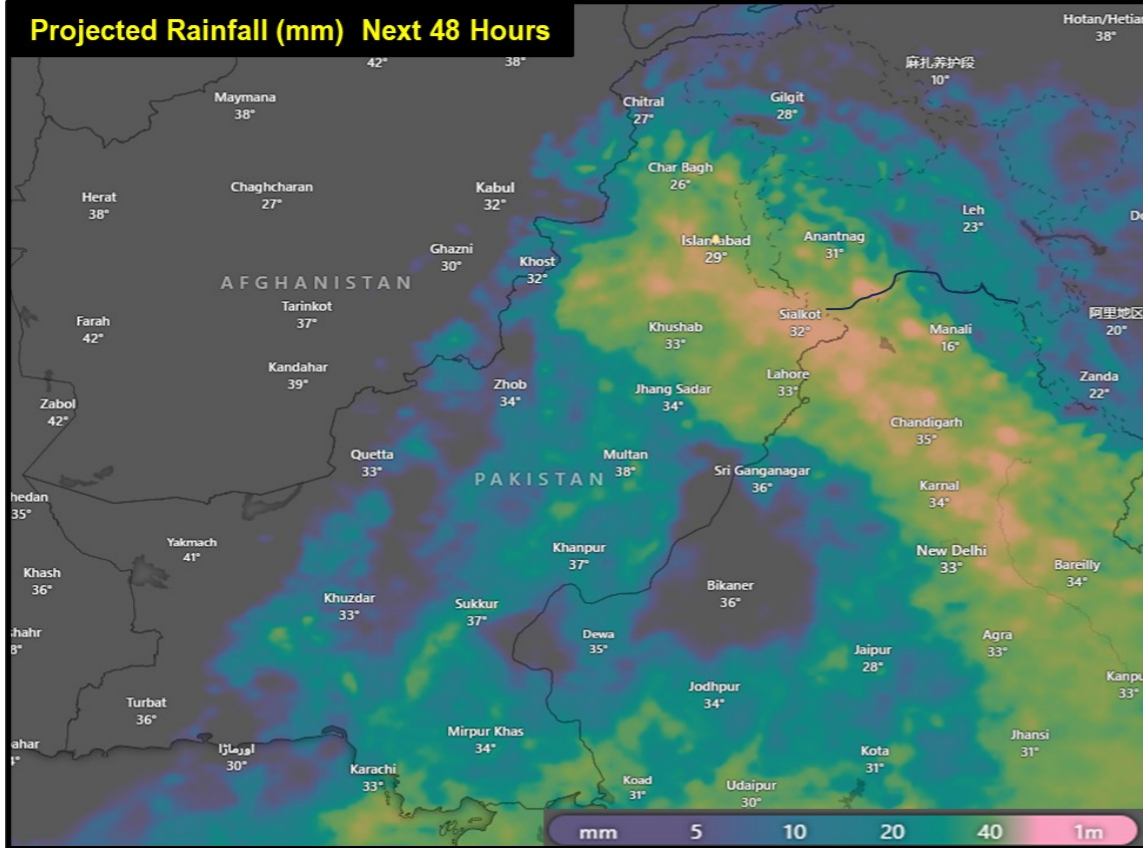 Projected Rainfall (mm) Next 48 Hours
Hotan/Hetian
38°
42°
38°
麻扎养护段
10°
Maymana
38°
Chitral
27°
Gilgit
28°
Char Bagh
26°
Herat
38°
Chaghcharan
27°
Kabul
32°
Leh
23°
Islamabad
29°
Anantnag
31°
Ghazni
30°
Khost
32°
AFGHANISTAN
Tarinkot
37°
Farah
42°
Khushab
33°
Sialkot
32°
Manali
16°
阿里地区
20°
Kandahar
39°
Zhob
34°
Jhang Sadar
34°
Lahore
33°
Zanda
22°
Zabol
42°
Chandigarh
35°
Quetta
33°
Multan
38°
Sri Ganganagar
36°
PAKISTAN
hedan
35°
Karnal
34°
Yakmach
41°
Khanpur
37°
New Delhi
33°
Bareilly
34°
Khash
36°
Bikaner
36°
Khuzdar
33°
Sukkur
37°
shahr
8°
Dewa
35°
Agra
33°
Jaipur
28°
Kanpu
33°
Jodhpur
34°
Turbat
36°
Mirpur Khas
34°
Jhansi
31°
اورماڑا
30°
Kota
31°
Karachi
33°
Koad
31°
Udaipur
30°
mm 5 10 20 40 1m